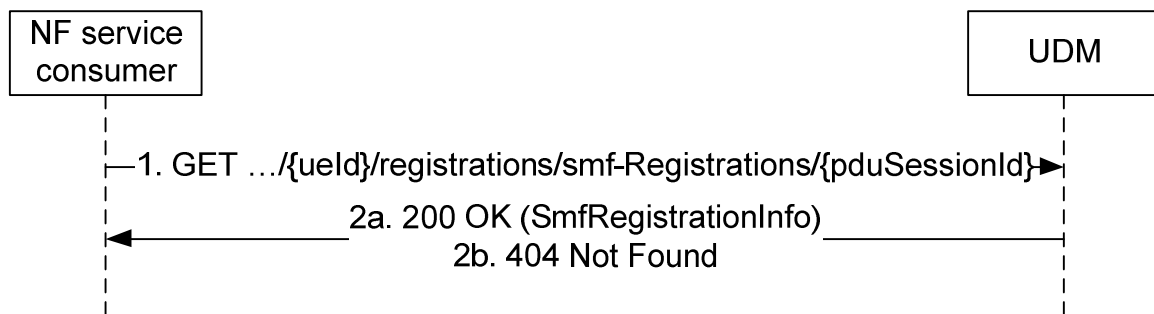 NF service
consumer
UDM
1. GET …/{ueId}/registrations/smf-Registrations/{pduSessionId}
2a. 200 OK (SmfRegistrationInfo)
2b. 404 Not Found